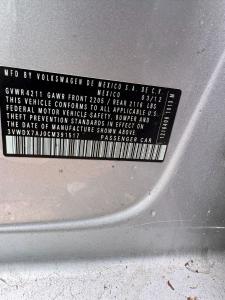 MFD BY VOLKSWAGEN DE MEXICO S.A. DE C.V.
MEXICO 03/12
GVWR 4211 GAWR FRONT 2205 / REAR 2116 LBS
THIS VEHICLE CONFORMS TO ALL APPLICABLE U.S.
FEDERAL MOTOR VEHICLE SAFETY, BUMPER, AND
THEFT PREVENTION STANDARDS IN EFFECT ON THE
DATE OF MANUFACTURE SHOWN ABOVE.
3VWDX7AJ0CM391617
PASSENGER CAR